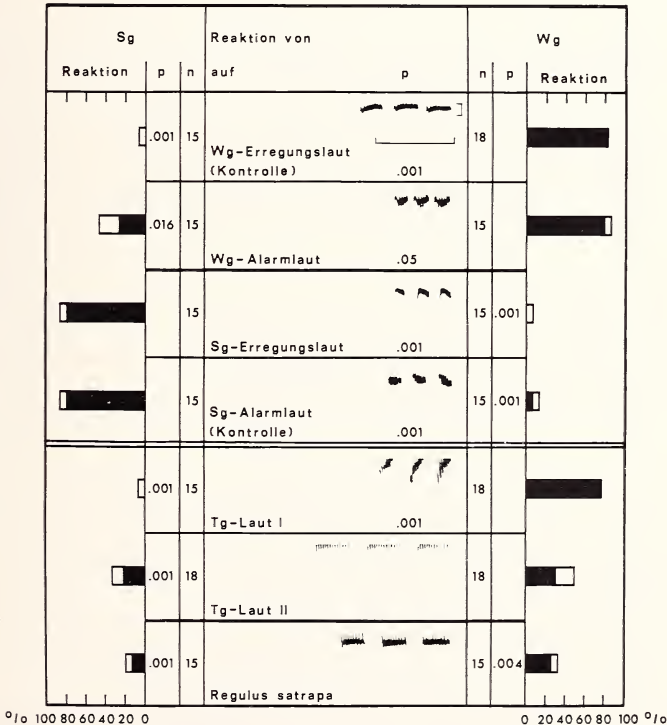 Sg Reaktion von Wg
Reaktion p n auf p n p Reaktion
.001 15 Wg-Erregungslaut 18
(Kontrolle) .001
.016 15 15
Wg-Alarmlaut .05
15 15 .001
Sg-Erregungslaut .001
15 Sg-Alarmlaut 15 .001
(Kontrolle) .001
.001 15 18
Tg-Laut I .001
.001 18 18
Tg-Laut II
.001 15 15 .004
Regulus satrapa
% 100 80 60 40 20 0 0 20 40 60 80 100 %